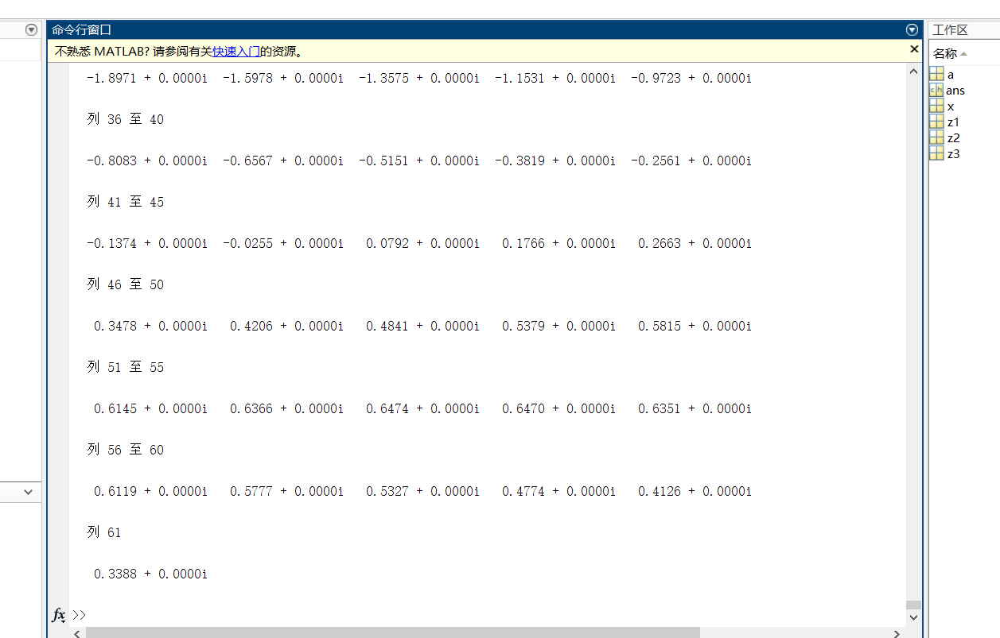 命令行窗口
不熟悉 MATLAB? 请参阅有关快速入门的资源。
-1.8971 + 0.0000i -1.5978 + 0.0000i -1.3575 + 0.0000i -1.1531 + 0.0000i -0.9723 + 0.0000i
列 36 至 40
-0.8083 + 0.0000i -0.6567 + 0.0000i -0.5151 + 0.0000i -0.3819 + 0.0000i -0.2561 + 0.0000i
列 41 至 45
-0.1374 + 0.0000i -0.0255 + 0.0000i 0.0792 + 0.0000i 0.1766 + 0.0000i 0.2663 + 0.0000i
列 46 至 50
0.3478 + 0.0000i 0.4206 + 0.0000i 0.4841 + 0.0000i 0.5379 + 0.0000i 0.5815 + 0.0000i
列 51 至 55
0.6145 + 0.0000i 0.6366 + 0.0000i 0.6474 + 0.0000i 0.6470 + 0.0000i 0.6351 + 0.0000i
列 56 至 60
0.6119 + 0.0000i 0.5777 + 0.0000i 0.5327 + 0.0000i 0.4774 + 0.0000i 0.4126 + 0.0000i
列 61
0.3388 + 0.0000i
fx >>
工作区
名称
a
ch ans
x
z1
z2
z3